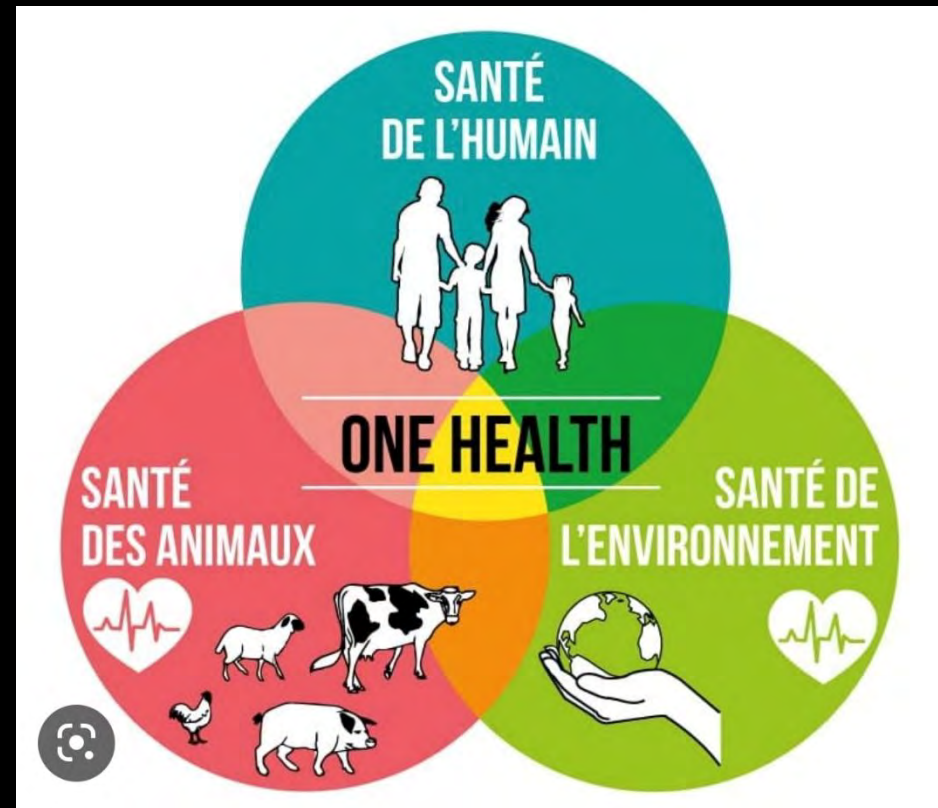 SANTÉ
DE L'HUMAIN
ONE HEALTH
SANTÉ
DES ANIMAUX
SANTÉ DE
L'ENVIRONNEMENT